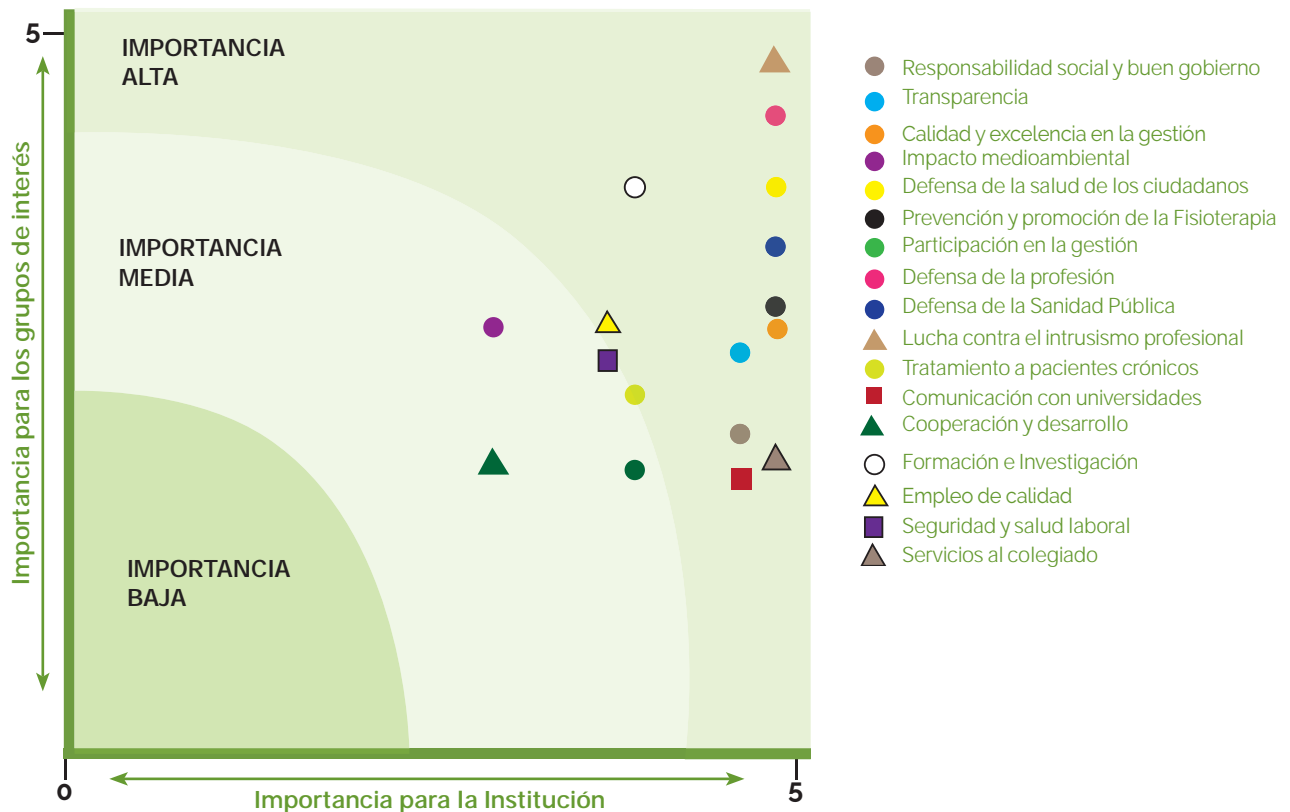 5
IMPORTANCIA
ALTA
IMPORTANCIA
MEDIA
IMPORTANCIA
BAJA
Importancia para los grupos de interés
0
5
Importancia para la Institución
Responsabilidad social y buen gobierno
Transparencia
Calidad y excelencia en la gestión
Impacto medioambiental
Defensa de la salud de los ciudadanos
Prevención y promoción de la Fisioterapia
Participación en la gestión
Defensa de la profesión
Defensa de la Sanidad Pública
Lucha contra el intrusismo profesional
Tratamiento a pacientes crónicos
Comunicación con universidades
Cooperación y desarrollo
Formación e Investigación
Empleo de calidad
Seguridad y salud laboral
Servicios al colegiado